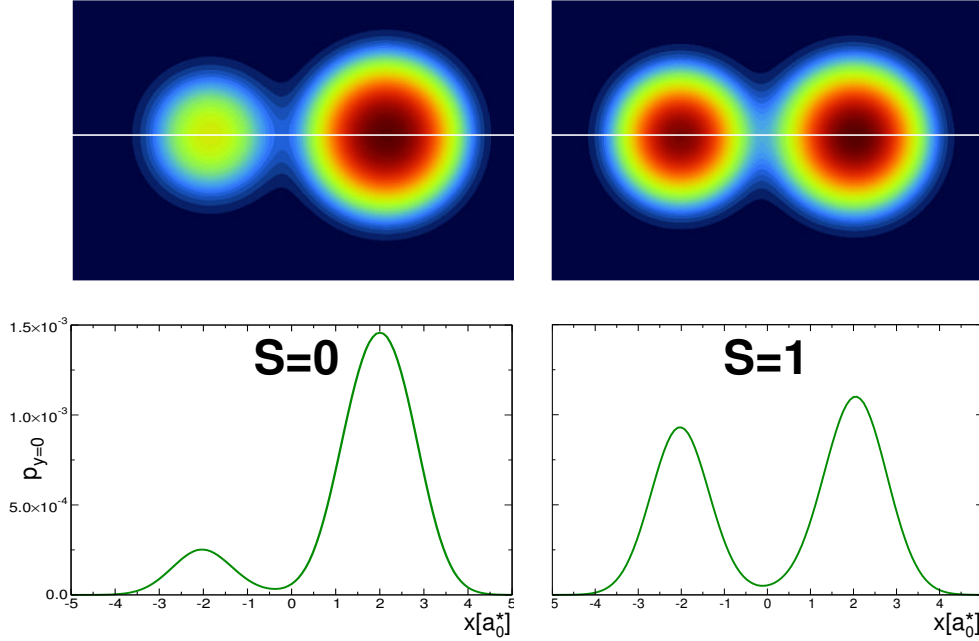 1.5×10⁻³
1.0×10⁻³
5.0×10⁻⁴
0.0
p_y=0
S=0
S=1
-5 -4 -3 -2 -1 0 1 2 3 4 5
-5 -4 -3 -2 -1 0 1 2 3 4
x[a₀*]
x[a₀*]